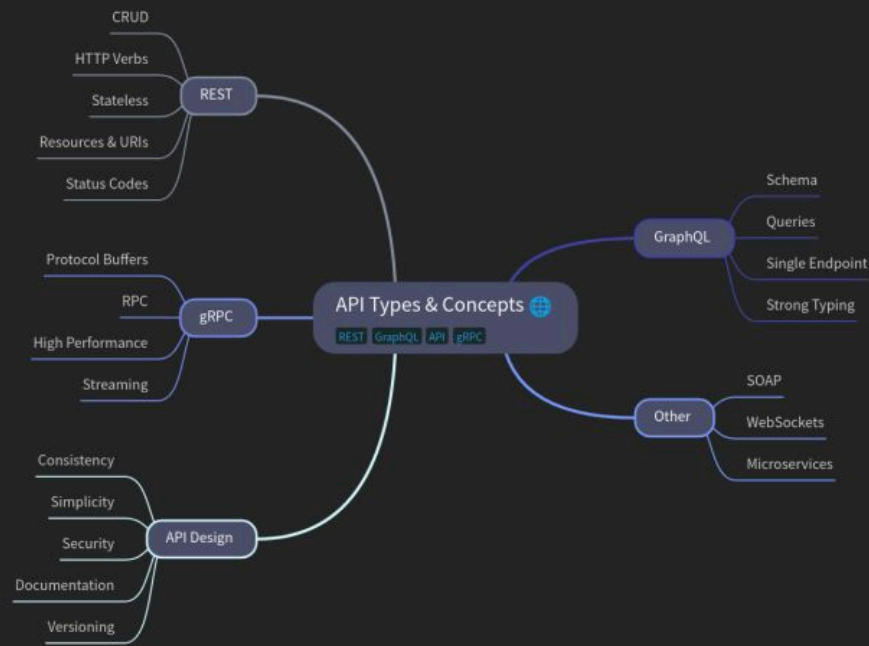 API Types & Concepts 🌐
REST GraphQL API gRPC
REST
CRUD
HTTP Verbs
Stateless
Resources & URIs
Status Codes
gRPC
Protocol Buffers
RPC
High Performance
Streaming
API Design
Consistency
Simplicity
Security
Documentation
Versioning
GraphQL
Schema
Queries
Single Endpoint
Strong Typing
Other
SOAP
WebSockets
Microservices